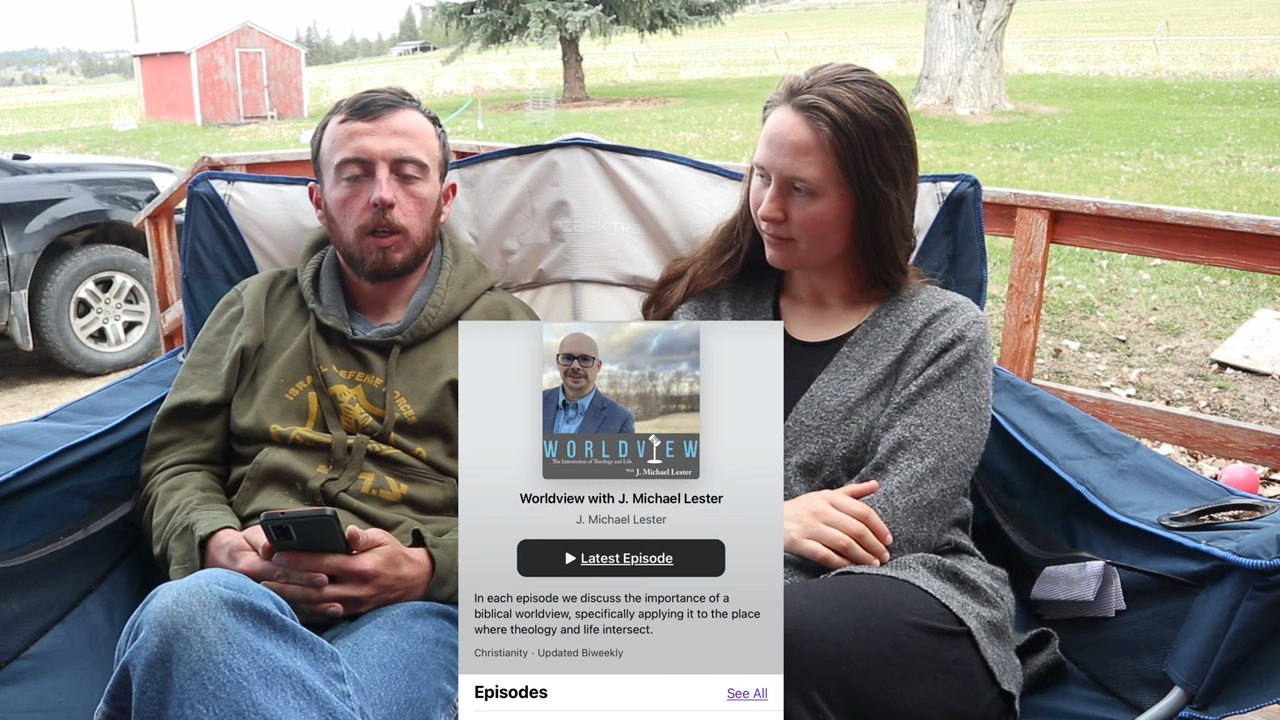 OZARK TRAIL
ISRAEL DEFENSE FORCES
צ.ה.ל
WORLDVIEW
The Intersection of Theology and Life
With J. Michael Lester
Worldview with J. Michael Lester
J. Michael Lester
Latest Episode
In each episode we discuss the importance of a
biblical worldview, specifically applying it to the place
where theology and life intersect.
Christianity · Updated Biweekly
Episodes
See All